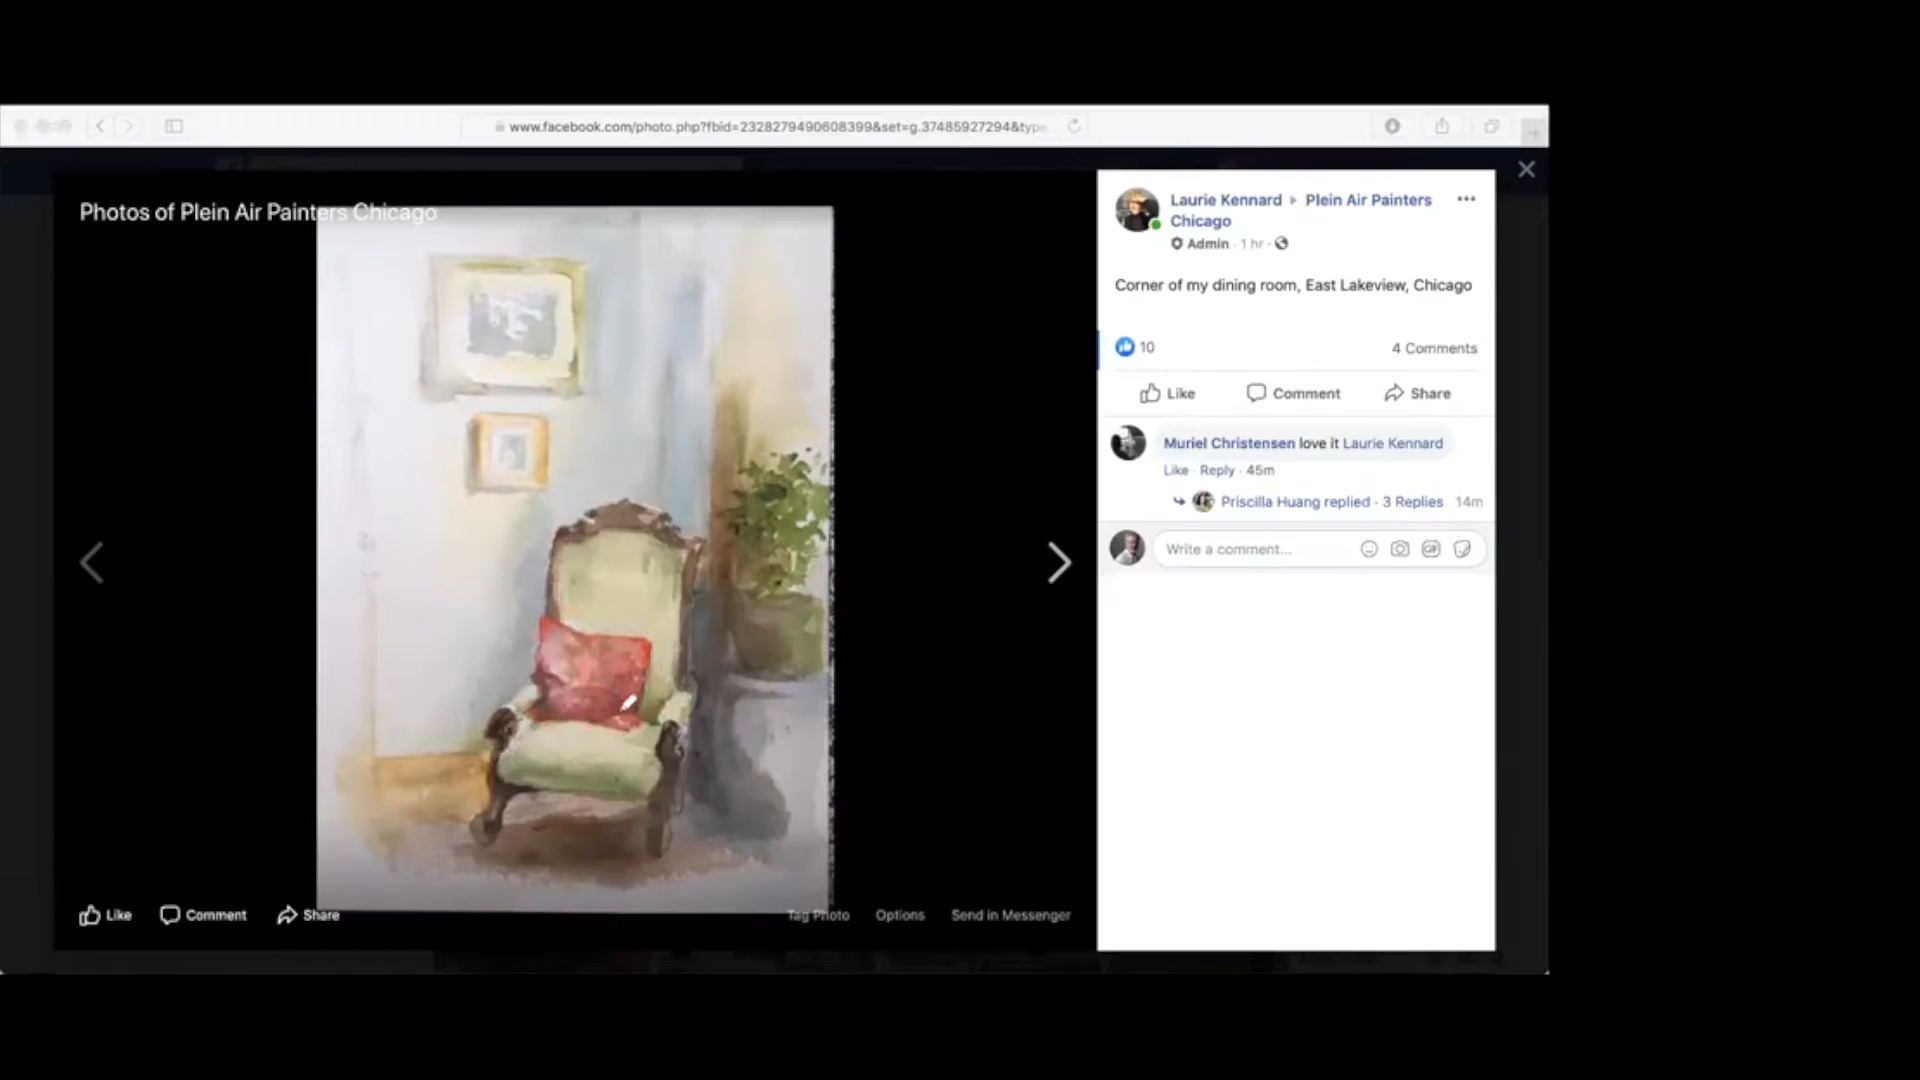 www.facebook.com/photo.php?fbid=2328279490608399&set=g.37485927294&type
Photos of Plein Air Painters Chicago
Laurie Kennard ▸ Plein Air Painters
Chicago
Admin · 1 hr ·
Corner of my dining room, East Lakeview, Chicago
10
4 Comments
Like Comment Share
Muriel Christensen love it Laurie Kennard
Like · Reply · 45m
Priscilla Huang replied · 3 Replies 14m
Write a comment...
GIF
Like Comment Share
Tag Photo Options Send in Messenger